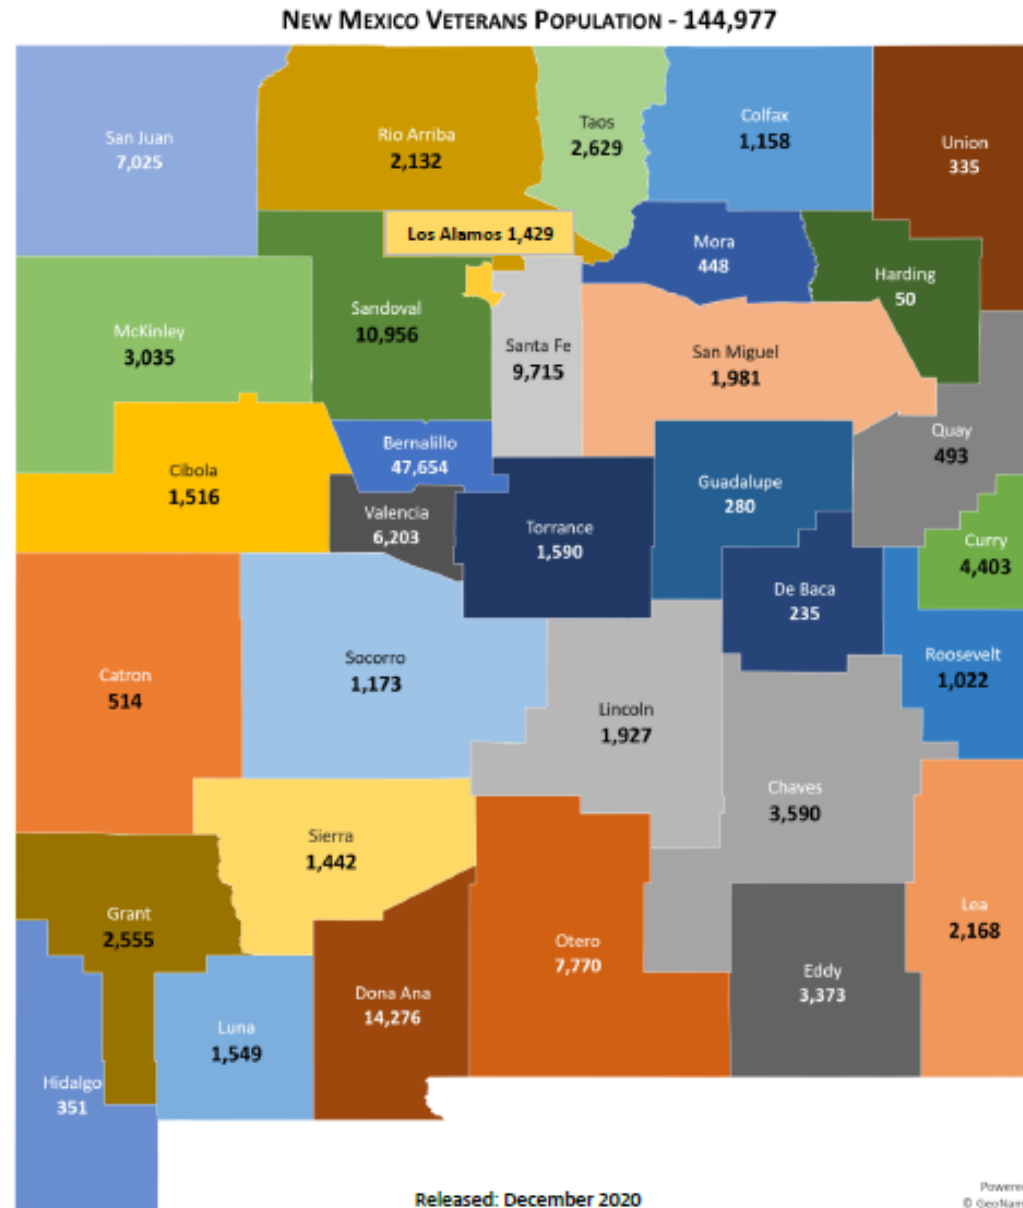 NEW MEXICO VETERANS POPULATION - 144,977
San Juan
7,025
Rio Arriba
2,132
Taos
2,629
Colfax
1,158
Union
335
Los Alamos 1,429
Mora
448
Harding
50
McKinley
3,035
Sandoval
10,956
Santa Fe
9,715
San Miguel
1,981
Quay
493
Cibola
1,516
Bernalillo
47,654
Valencia
6,203
Torrance
1,590
Guadalupe
280
Curry
4,403
De Baca
235
Roosevelt
1,022
Catron
514
Socorro
1,173
Lincoln
1,927
Chaves
3,590
Sierra
1,442
Grant
2,555
Otero
7,770
Lea
2,168
Eddy
3,373
Dona Ana
14,276
Luna
1,549
Hidalgo
351
Released: December 2020
Powere
© GeoNam